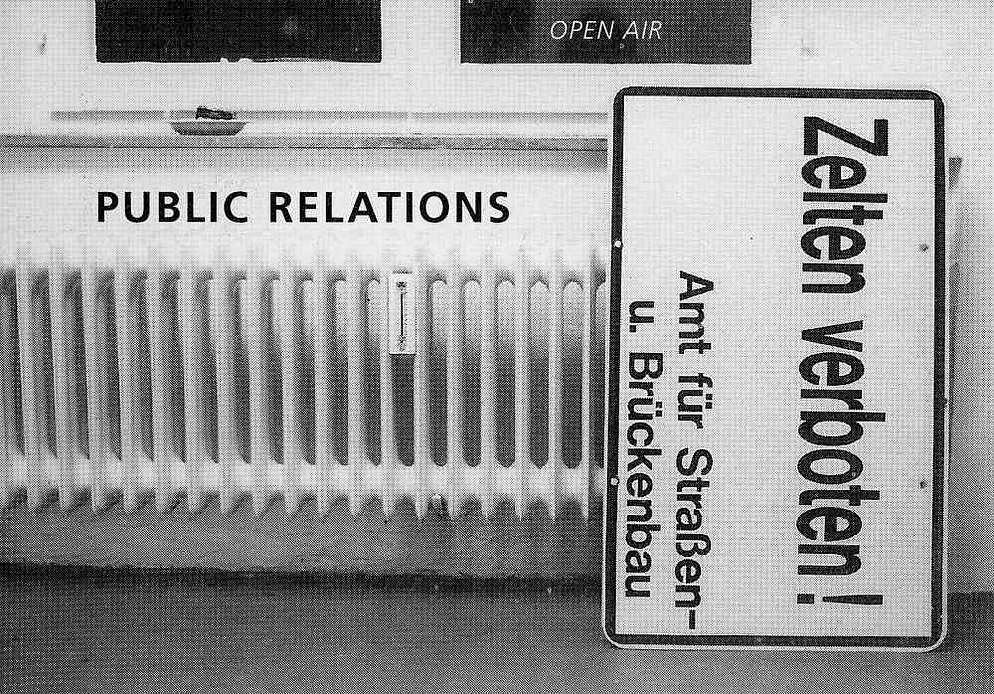 OPEN AIR
PUBLIC RELATIONS
Zelten verboten!
Amt für Straßen-
u. Brückenbau